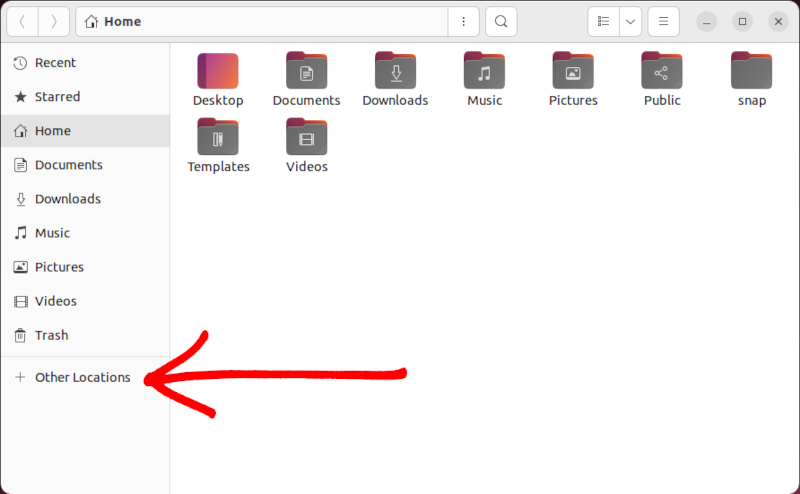 Home
Recent
Starred
Home
Documents
Downloads
Music
Pictures
Videos
Trash
Other Locations
Desktop Documents Downloads Music Pictures Public snap
Templates Videos